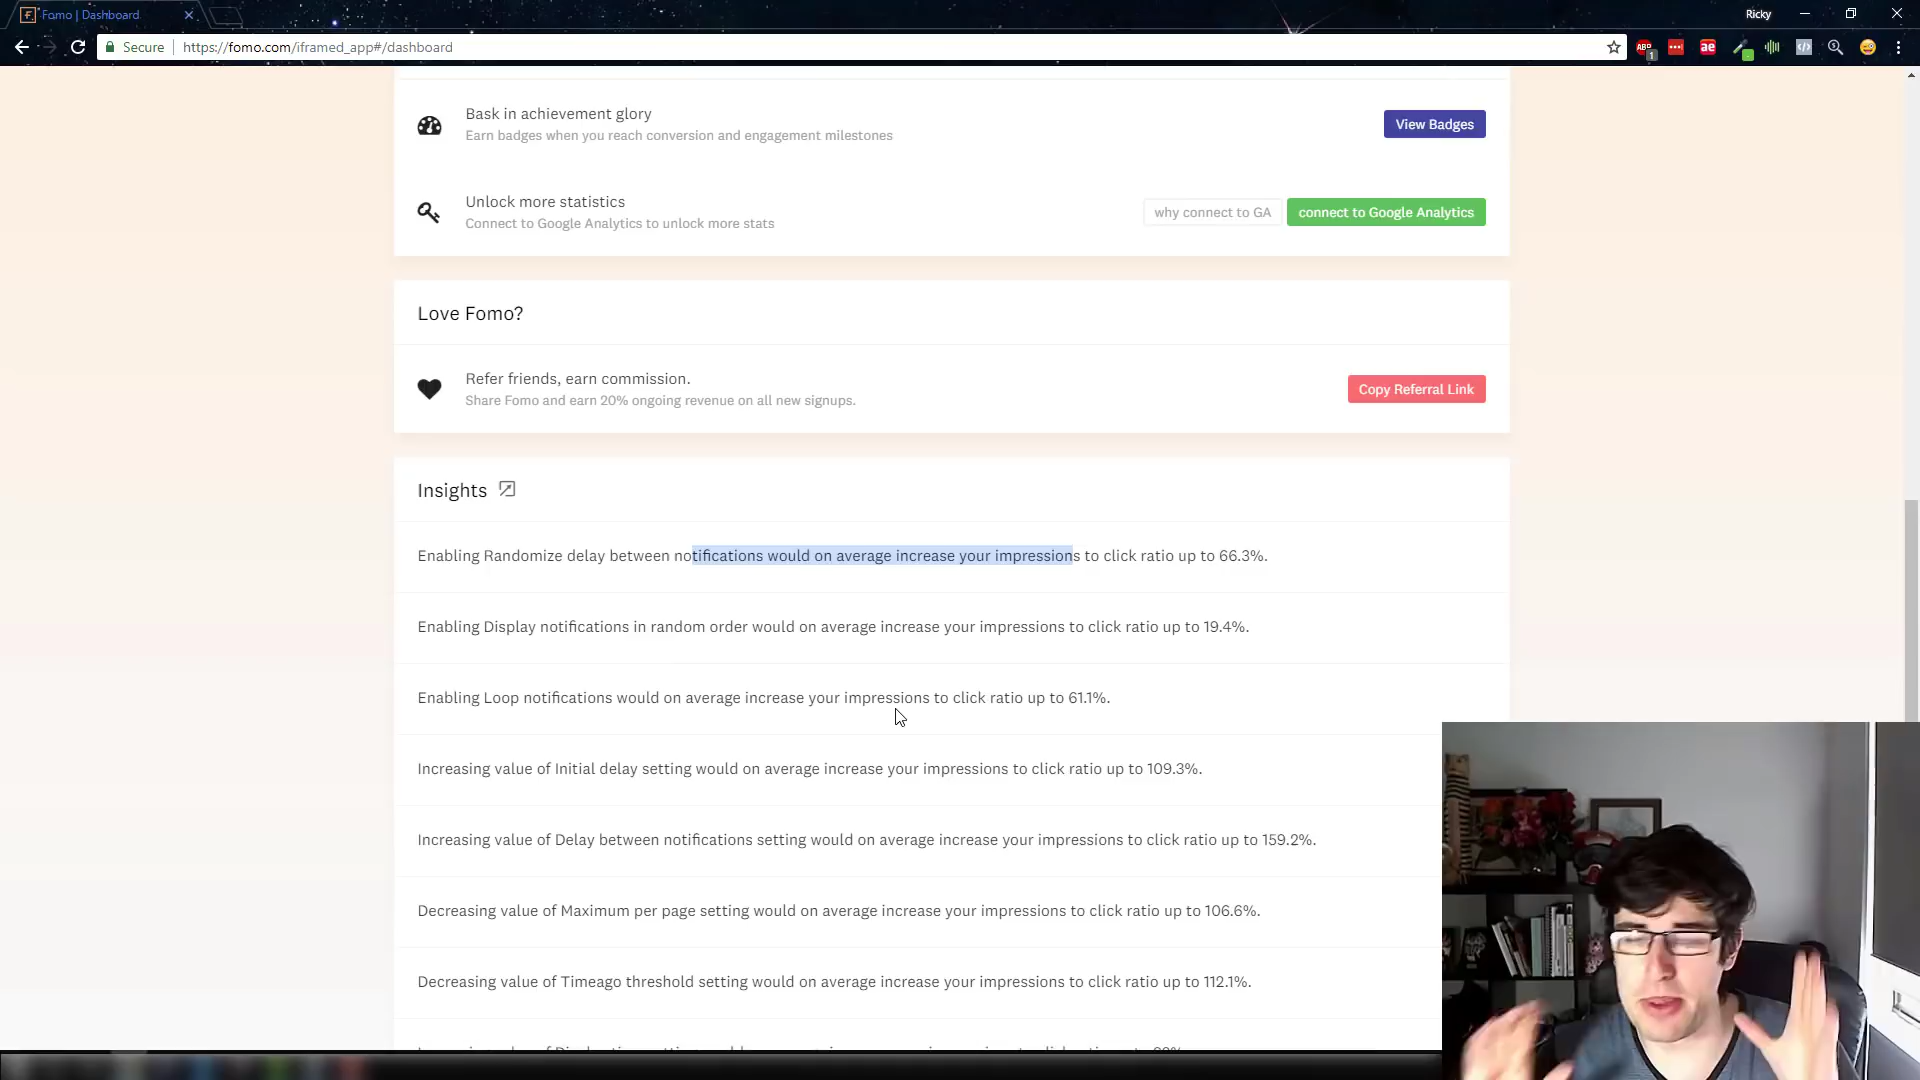 Fomo | Dashboard
Ricky
Secure
https://fomo.com/iframed_app#/dashboard
Bask in achievement glory
Earn badges when you reach conversion and engagement milestones
View Badges
Unlock more statistics
Connect to Google Analytics to unlock more stats
why connect to GA
connect to Google Analytics
Love Fomo?
Refer friends, earn commission.
Share Fomo and earn 20% ongoing revenue on all new signups.
Copy Referral Link
Insights
Enabling Randomize delay between notifications would on average increase your impressions to click ratio up to 66.3%.
Enabling Display notifications in random order would on average increase your impressions to click ratio up to 19.4%.
Enabling Loop notifications would on average increase your impressions to click ratio up to 61.1%.
Increasing value of Initial delay setting would on average increase your impressions to click ratio up to 109.3%.
Increasing value of Delay between notifications setting would on average increase your impressions to click ratio up to 159.2%.
Decreasing value of Maximum per page setting would on average increase your impressions to click ratio up to 106.6%.
Decreasing value of Timeago threshold setting would on average increase your impressions to click ratio up to 112.1%.